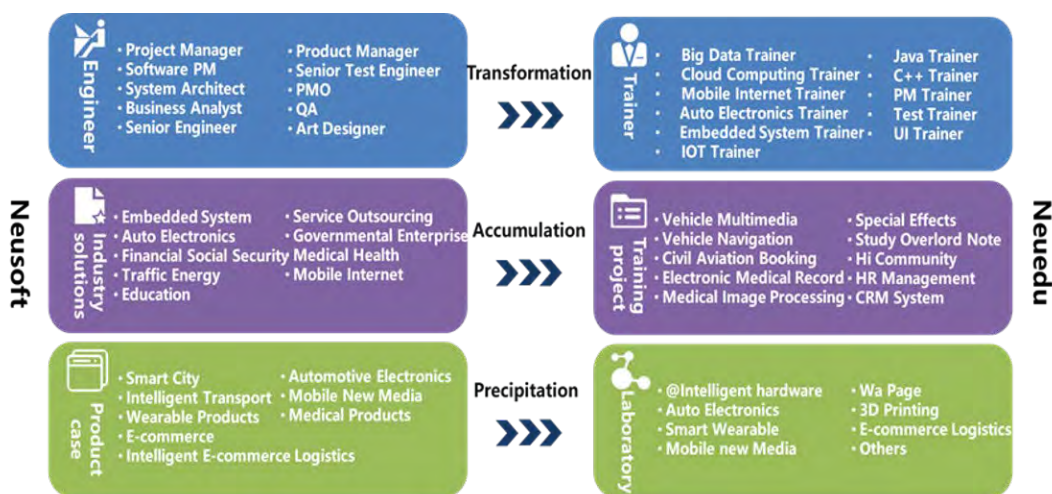 Neusoft
Engineer
• Project Manager
• Software PM
• System Architect
• Business Analyst
• Senior Engineer
• Product Manager
• Senior Test Engineer
• PMO
• QA
• Art Designer
Transformation
Trainer
• Big Data Trainer
• Cloud Computing Trainer
• Mobile Internet Trainer
• Auto Electronics Trainer
• Embedded System Trainer
• IOT Trainer
• Java Trainer
• C++ Trainer
• PM Trainer
• Test Trainer
• UI Trainer
Industry
solutions
• Embedded System
• Auto Electronics
• Financial Social Security
• Traffic Energy
• Education
• Service Outsourcing
• Governmental Enterprise
• Medical Health
• Mobile Internet
Accumulation
Training
project
• Vehicle Multimedia
• Vehicle Navigation
• Civil Aviation Booking
• Electronic Medical Record
• Medical Image Processing
• Special Effects
• Study Overlord Note
• Hi Community
• HR Management
• CRM System
Product
case
• Smart City
• Intelligent Transport
• Wearable Products
• E-commerce
• Intelligent E-commerce Logistics
• Automotive Electronics
• Mobile New Media
• Medical Products
Precipitation
Laboratory
• @Intelligent hardware
• Auto Electronics
• Smart Wearable
• Mobile new Media
• Wa Page
• 3D Printing
• E-commerce Logistics
• Others
Neuedu